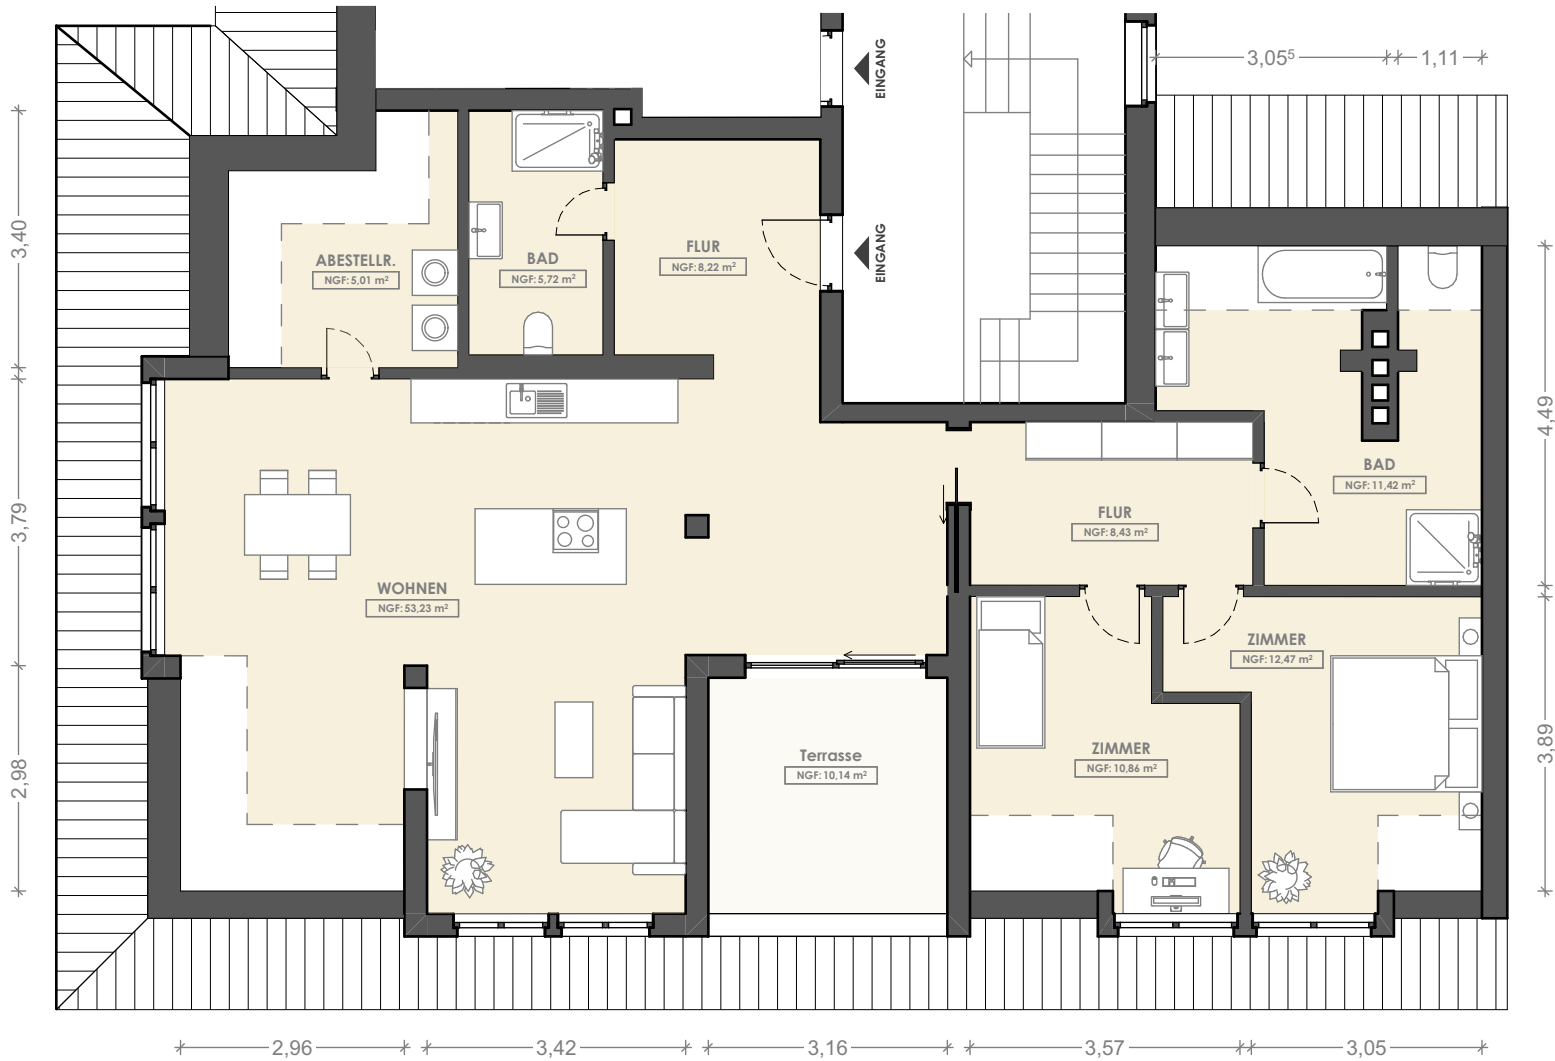 EINGANG
3,05⁵
1,11
3,40
EINGANG
FLUR
NGF: 8,22 m²
ABESTELLR.
NGF: 5,01 m²
BAD
NGF: 5,72 m²
4,49
BAD
NGF: 11,42 m²
3,79
FLUR
NGF: 8,43 m²
WOHNEN
NGF: 53,23 m²
ZIMMER
NGF: 12,47 m²
ZIMMER
NGF: 10,86 m²
Terrasse
NGF: 10,14 m²
2,98
3,89
2,96
3,42
3,16
3,57
3,05